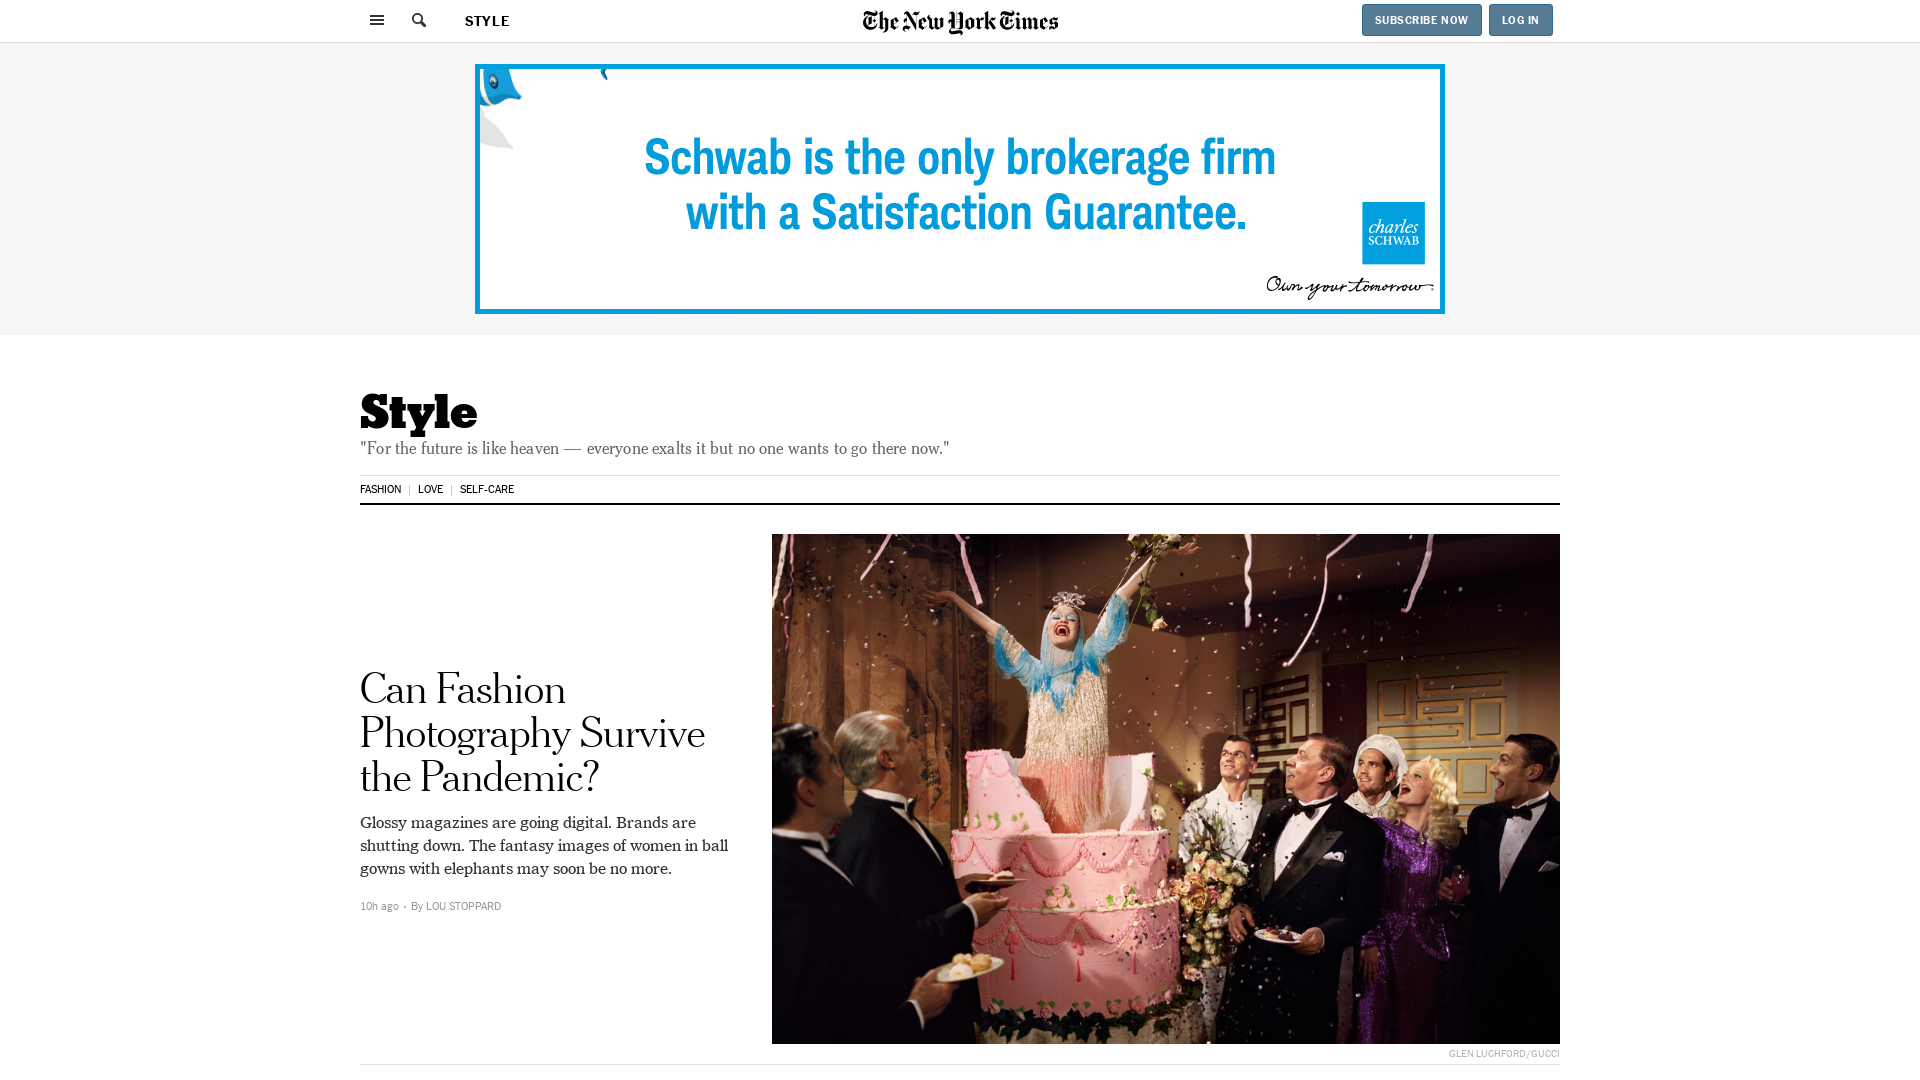 STYLE
The New York Times
SUBSCRIBE NOW
LOG IN
Schwab is the only brokerage firm
with a Satisfaction Guarantee.
charles
SCHWAB
Own your tomorrow.
Style
"For the future is like heaven — everyone exalts it but no one wants to go there now."
FASHION | LOVE | SELF-CARE
Can Fashion
Photography Survive
the Pandemic?
Glossy magazines are going digital. Brands are
shutting down. The fantasy images of women in ball
gowns with elephants may soon be no more.
10h ago • By LOU STOPPARD
GLEN LUCHFORD/GUCCI